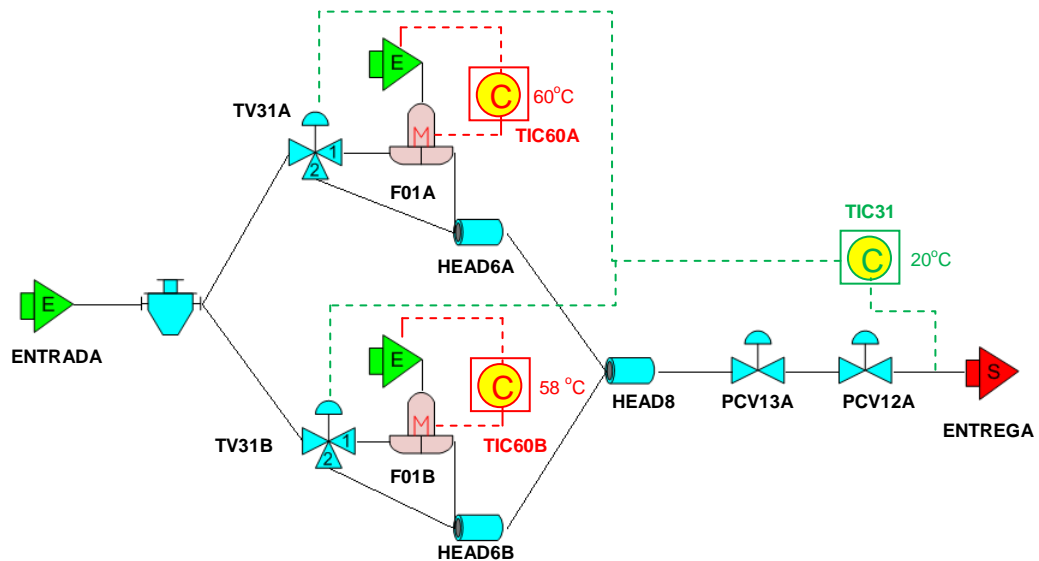 E
C
60°C
TV31A
1
2
M
TIC60A
F01A
TIC31
C
20°C
HEAD6A
E
ENTRADA
E
C
58 °C
HEAD8
PCV13A
PCV12A
S
ENTREGA
TV31B
1
2
M
TIC60B
F01B
HEAD6B